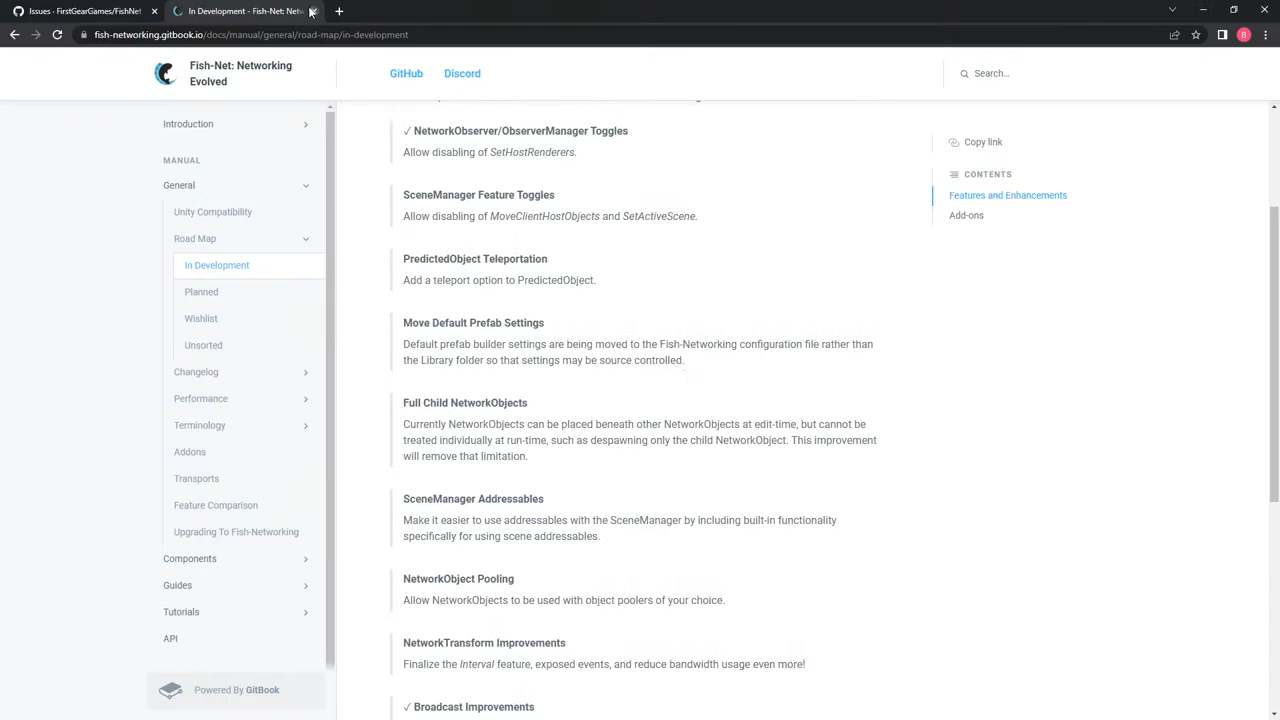 Issues · FirstGearGames/FishNet
In Development - Fish-Net: Netw
fish-networking.gitbook.io/docs/manual/general/road-map/in-development
B
Fish-Net: Networking
Evolved
GitHub
Discord
Search...
Introduction
MANUAL
General
Unity Compatibility
Road Map
In Development
Planned
Wishlist
Unsorted
Changelog
Performance
Terminology
Addons
Transports
Feature Comparison
Upgrading To Fish-Networking
Components
Guides
Tutorials
API
Powered By GitBook
✓ NetworkObserver/ObserverManager Toggles
Allow disabling of SetHostRenderers.
SceneManager Feature Toggles
Allow disabling of MoveClientHostObjects and SetActiveScene.
PredictedObject Teleportation
Add a teleport option to PredictedObject.
Move Default Prefab Settings
Default prefab builder settings are being moved to the Fish-Networking configuration file rather than
the Library folder so that settings may be source controlled.
Full Child NetworkObjects
Currently NetworkObjects can be placed beneath other NetworkObjects at edit-time, but cannot be
treated individually at run-time, such as despawning only the child NetworkObject. This improvement
will remove that limitation.
SceneManager Addressables
Make it easier to use addressables with the SceneManager by including built-in functionality
specifically for using scene addressables.
NetworkObject Pooling
Allow NetworkObjects to be used with object poolers of your choice.
NetworkTransform Improvements
Finalize the Interval feature, exposed events, and reduce bandwidth usage even more!
✓ Broadcast Improvements
Copy link
CONTENTS
Features and Enhancements
Add-ons